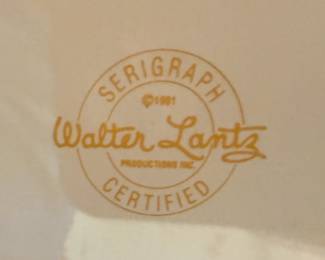 SERIGRAPH
©1991
Walter Lantz
PRODUCTIONS INC.
CERTIFIED